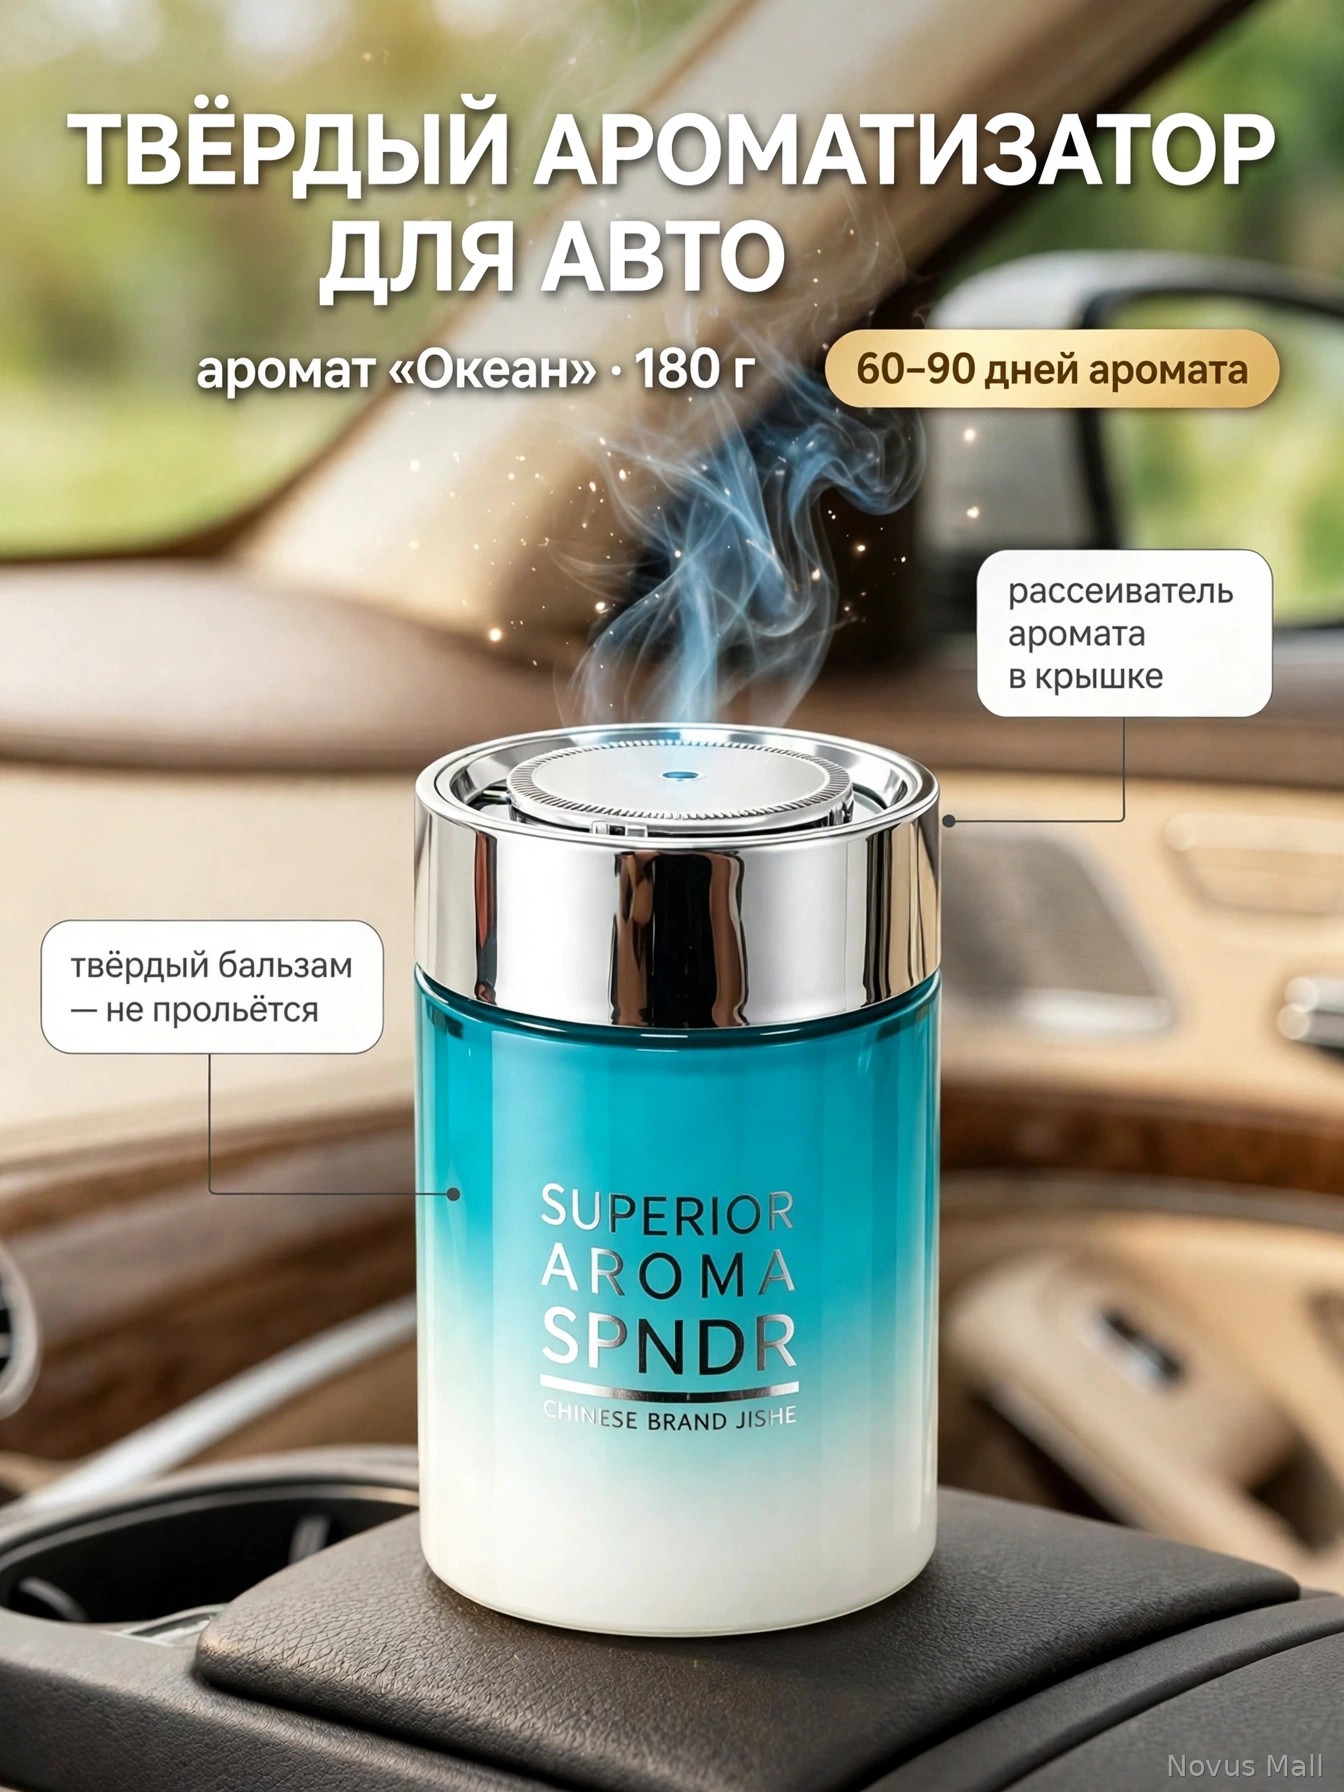 ТВЁРДЫЙ АРОМАТИЗАТОР
ДЛЯ АВТО
аромат «Океан» · 180 г
60–90 дней аромата
рассеиватель
аромата
в крышке
твёрдый бальзам
— не прольётся
SUPERIOR
AROMA
SPNDR
CHINESE BRAND JISHE
Novus Mall